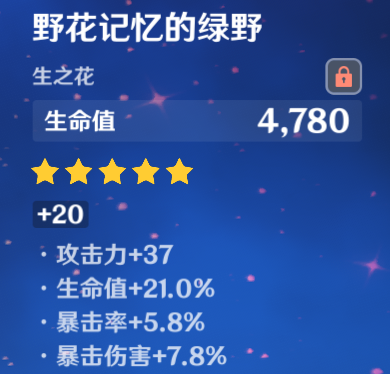 野花记忆的绿野
生之花
生命值 4,780
+20
·攻击力+37
·生命值+21.0%
·暴击率+5.8%
·暴击伤害+7.8%